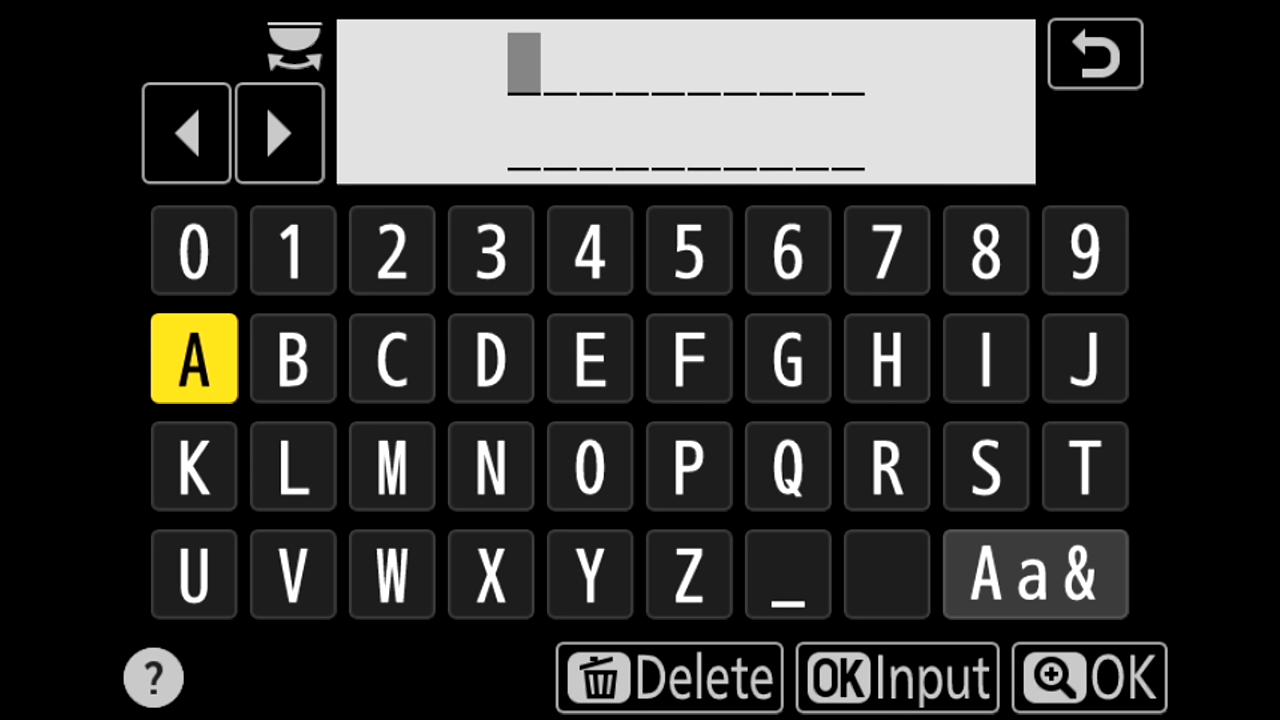 0 1 2 3 4 5 6 7 8 9
A B C D E F G H I J
K L M N O P Q R S T
U V W X Y Z _ Aa&
? Delete OK Input OK